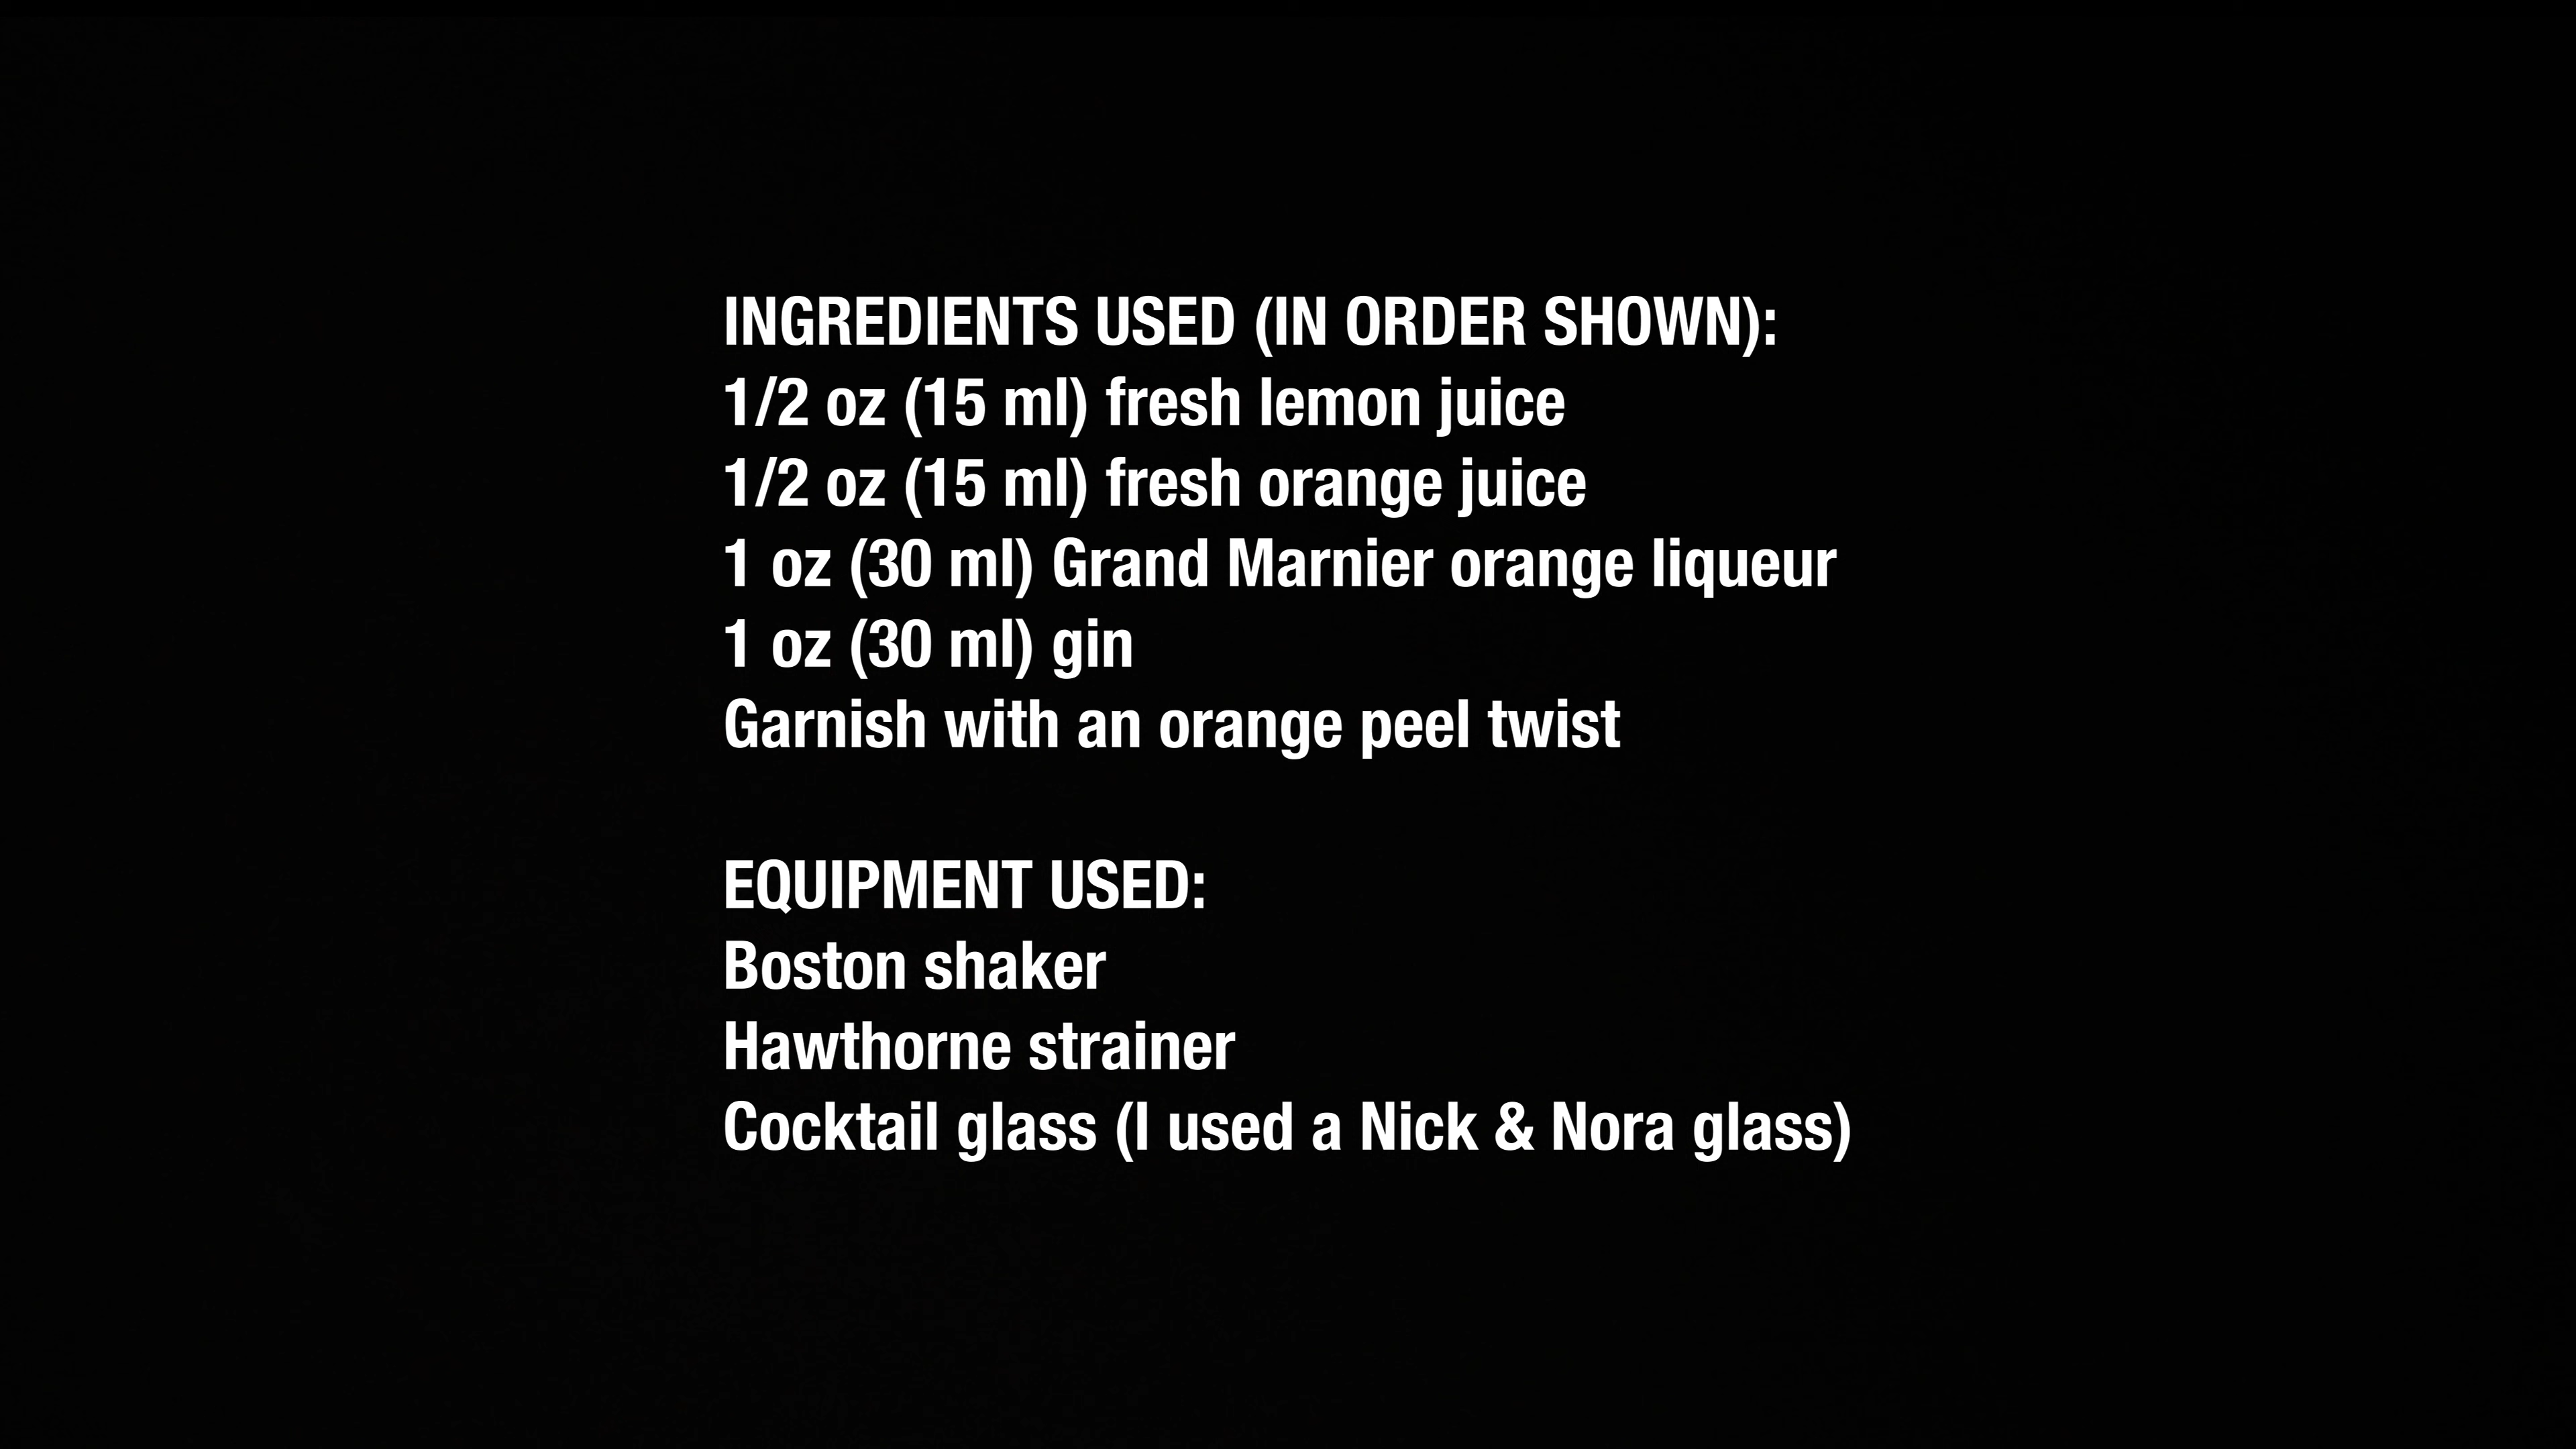 INGREDIENTS USED (IN ORDER SHOWN):
1/2 oz (15 ml) fresh lemon juice
1/2 oz (15 ml) fresh orange juice
1 oz (30 ml) Grand Marnier orange liqueur
1 oz (30 ml) gin
Garnish with an orange peel twist
EQUIPMENT USED:
Boston shaker
Hawthorne strainer
Cocktail glass (I used a Nick & Nora glass)